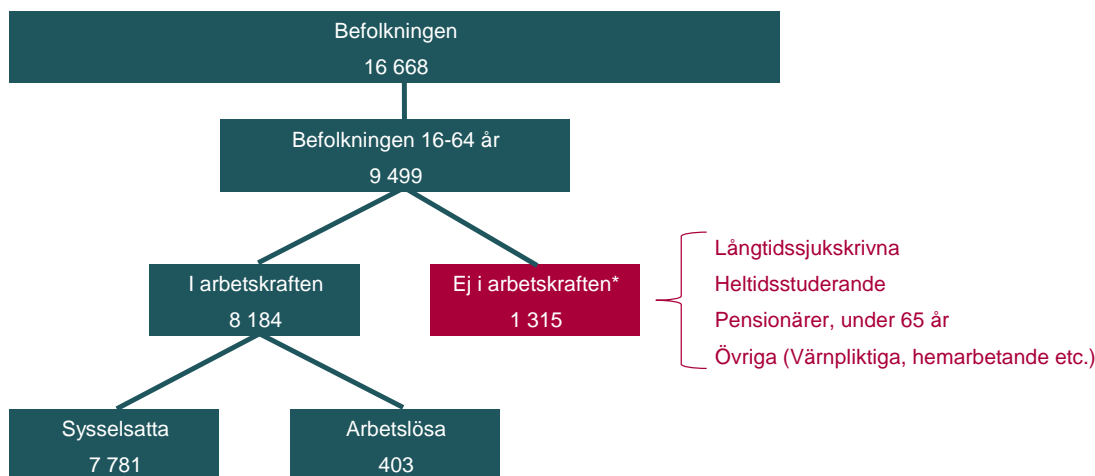 Befolkningen
16 668
Befolkningen 16-64 år
9 499
I arbetskraften
8 184
Ej i arbetskraften*
1 315
Långtidssjukskrivna
Heltidsstuderande
Pensionärer, under 65 år
Övriga (Värnpliktiga, hemarbetande etc.)
Sysselsatta
7 781
Arbetslösa
403